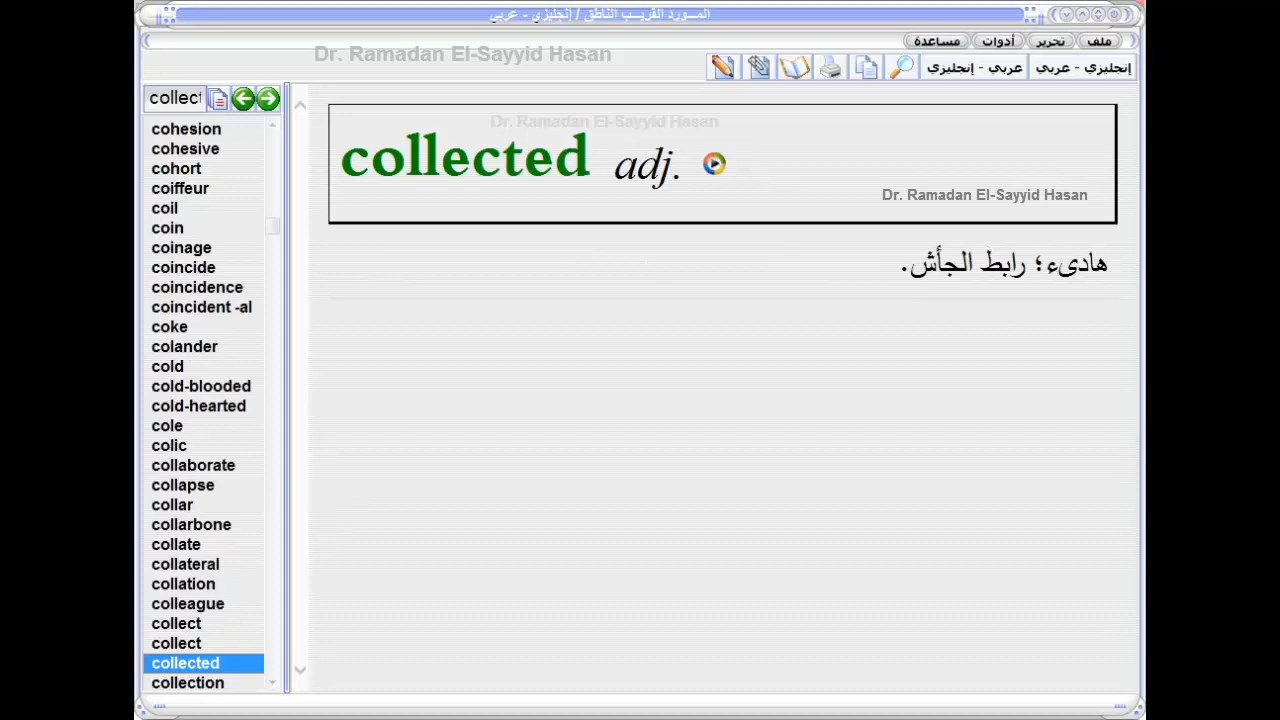 المـورد القريـب الناطق / إنجليزي - عربي
ملف تحرير أدوات مساعدة
Dr. Ramadan El-Sayyid Hasan
إنجليزي - عربي عربي - إنجليزي
collect
cohesion
cohesive
cohort
coiffeur
coil
coin
coinage
coincide
coincidence
coincident -al
coke
colander
cold
cold-blooded
cold-hearted
cole
colic
collaborate
collapse
collar
collarbone
collate
collateral
collation
colleague
collect
collect
collected
collection
Dr. Ramadan El-Sayyid Hasan
collected adj.
Dr. Ramadan El-Sayyid Hasan
هادىء؛ رابط الجأش.